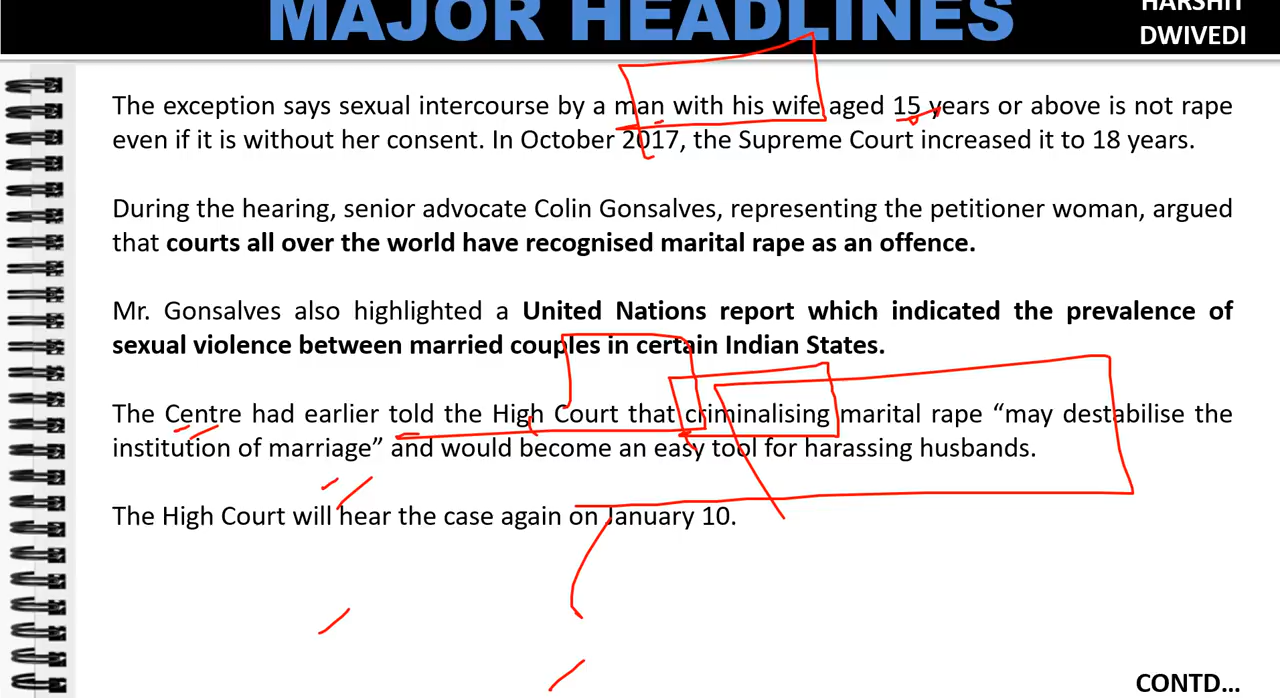 MAJOR HEADLINES
HARSHIT
DWIVEDI
The exception says sexual intercourse by a man with his wife aged 15 years or above is not rape
even if it is without her consent. In October 2017, the Supreme Court increased it to 18 years.
During the hearing, senior advocate Colin Gonsalves, representing the petitioner woman, argued
that courts all over the world have recognised marital rape as an offence.
Mr. Gonsalves also highlighted a United Nations report which indicated the prevalence of
sexual violence between married couples in certain Indian States.
The Centre had earlier told the High Court that criminalising marital rape “may destabilise the
institution of marriage” and would become an easy tool for harassing husbands.
The High Court will hear the case again on January 10.
CONTD...